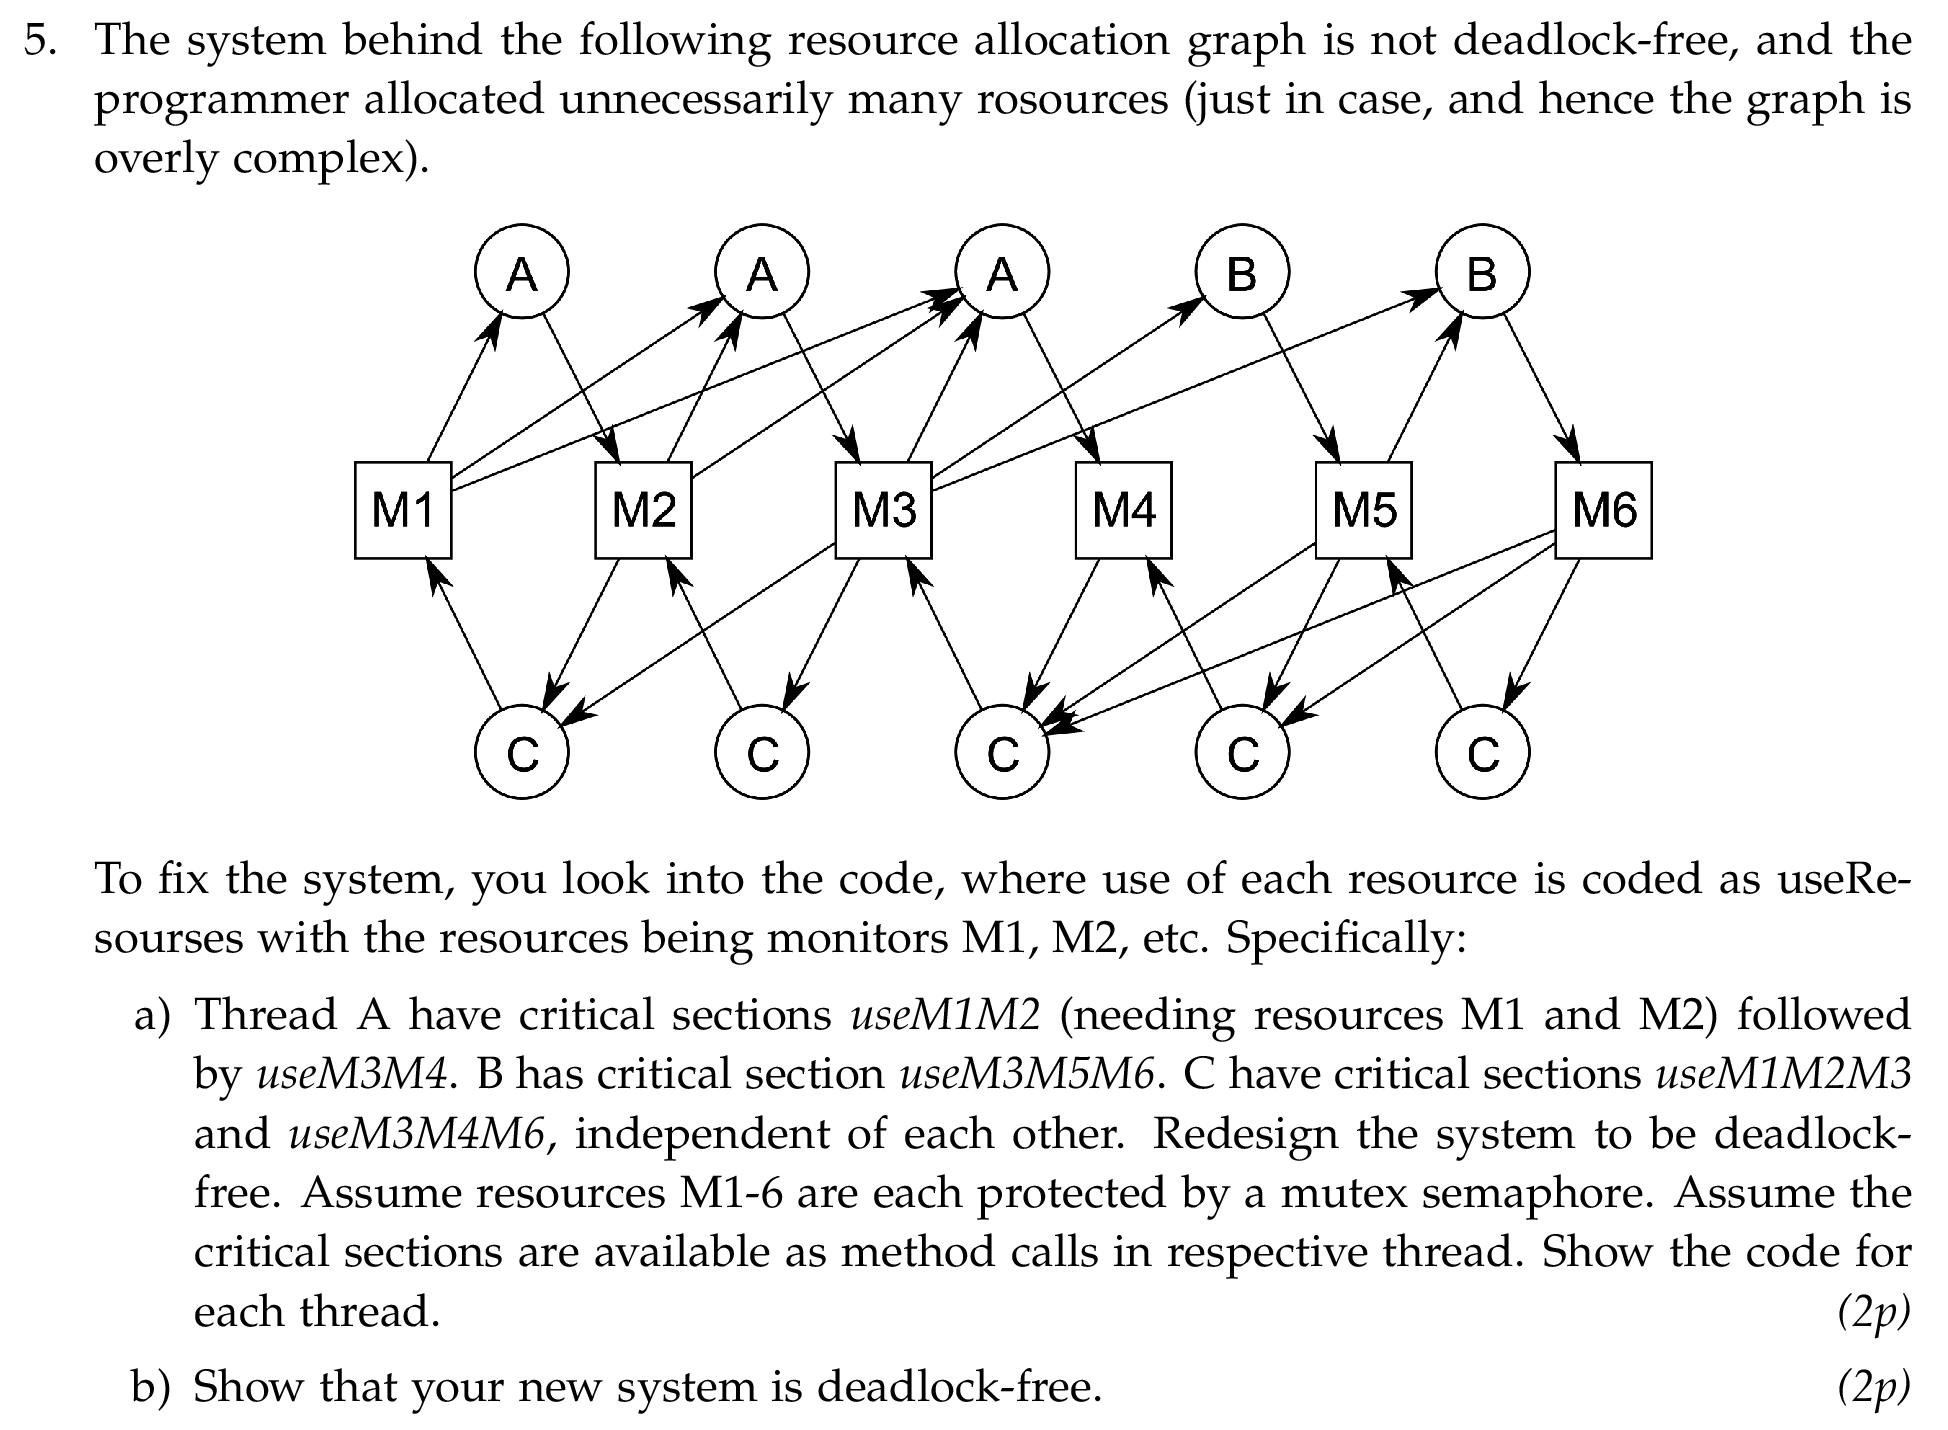 5. The system behind the following resource allocation graph is not deadlock-free, and the
programmer allocated unnecessarily many rosources (just in case, and hence the graph is
overly complex).
A A A B B
M1 M2 M3 M4 M5 M6
C C C C C
To fix the system, you look into the code, where use of each resource is coded as useRe-
sourses with the resources being monitors M1, M2, etc. Specifically:
a) Thread A have critical sections useM1M2 (needing resources M1 and M2) followed
by useM3M4. B has critical section useM3M5M6. C have critical sections useM1M2M3
and useM3M4M6, independent of each other. Redesign the system to be deadlock-
free. Assume resources M1-6 are each protected by a mutex semaphore. Assume the
critical sections are available as method calls in respective thread. Show the code for
each thread. (2p)
b) Show that your new system is deadlock-free. (2p)